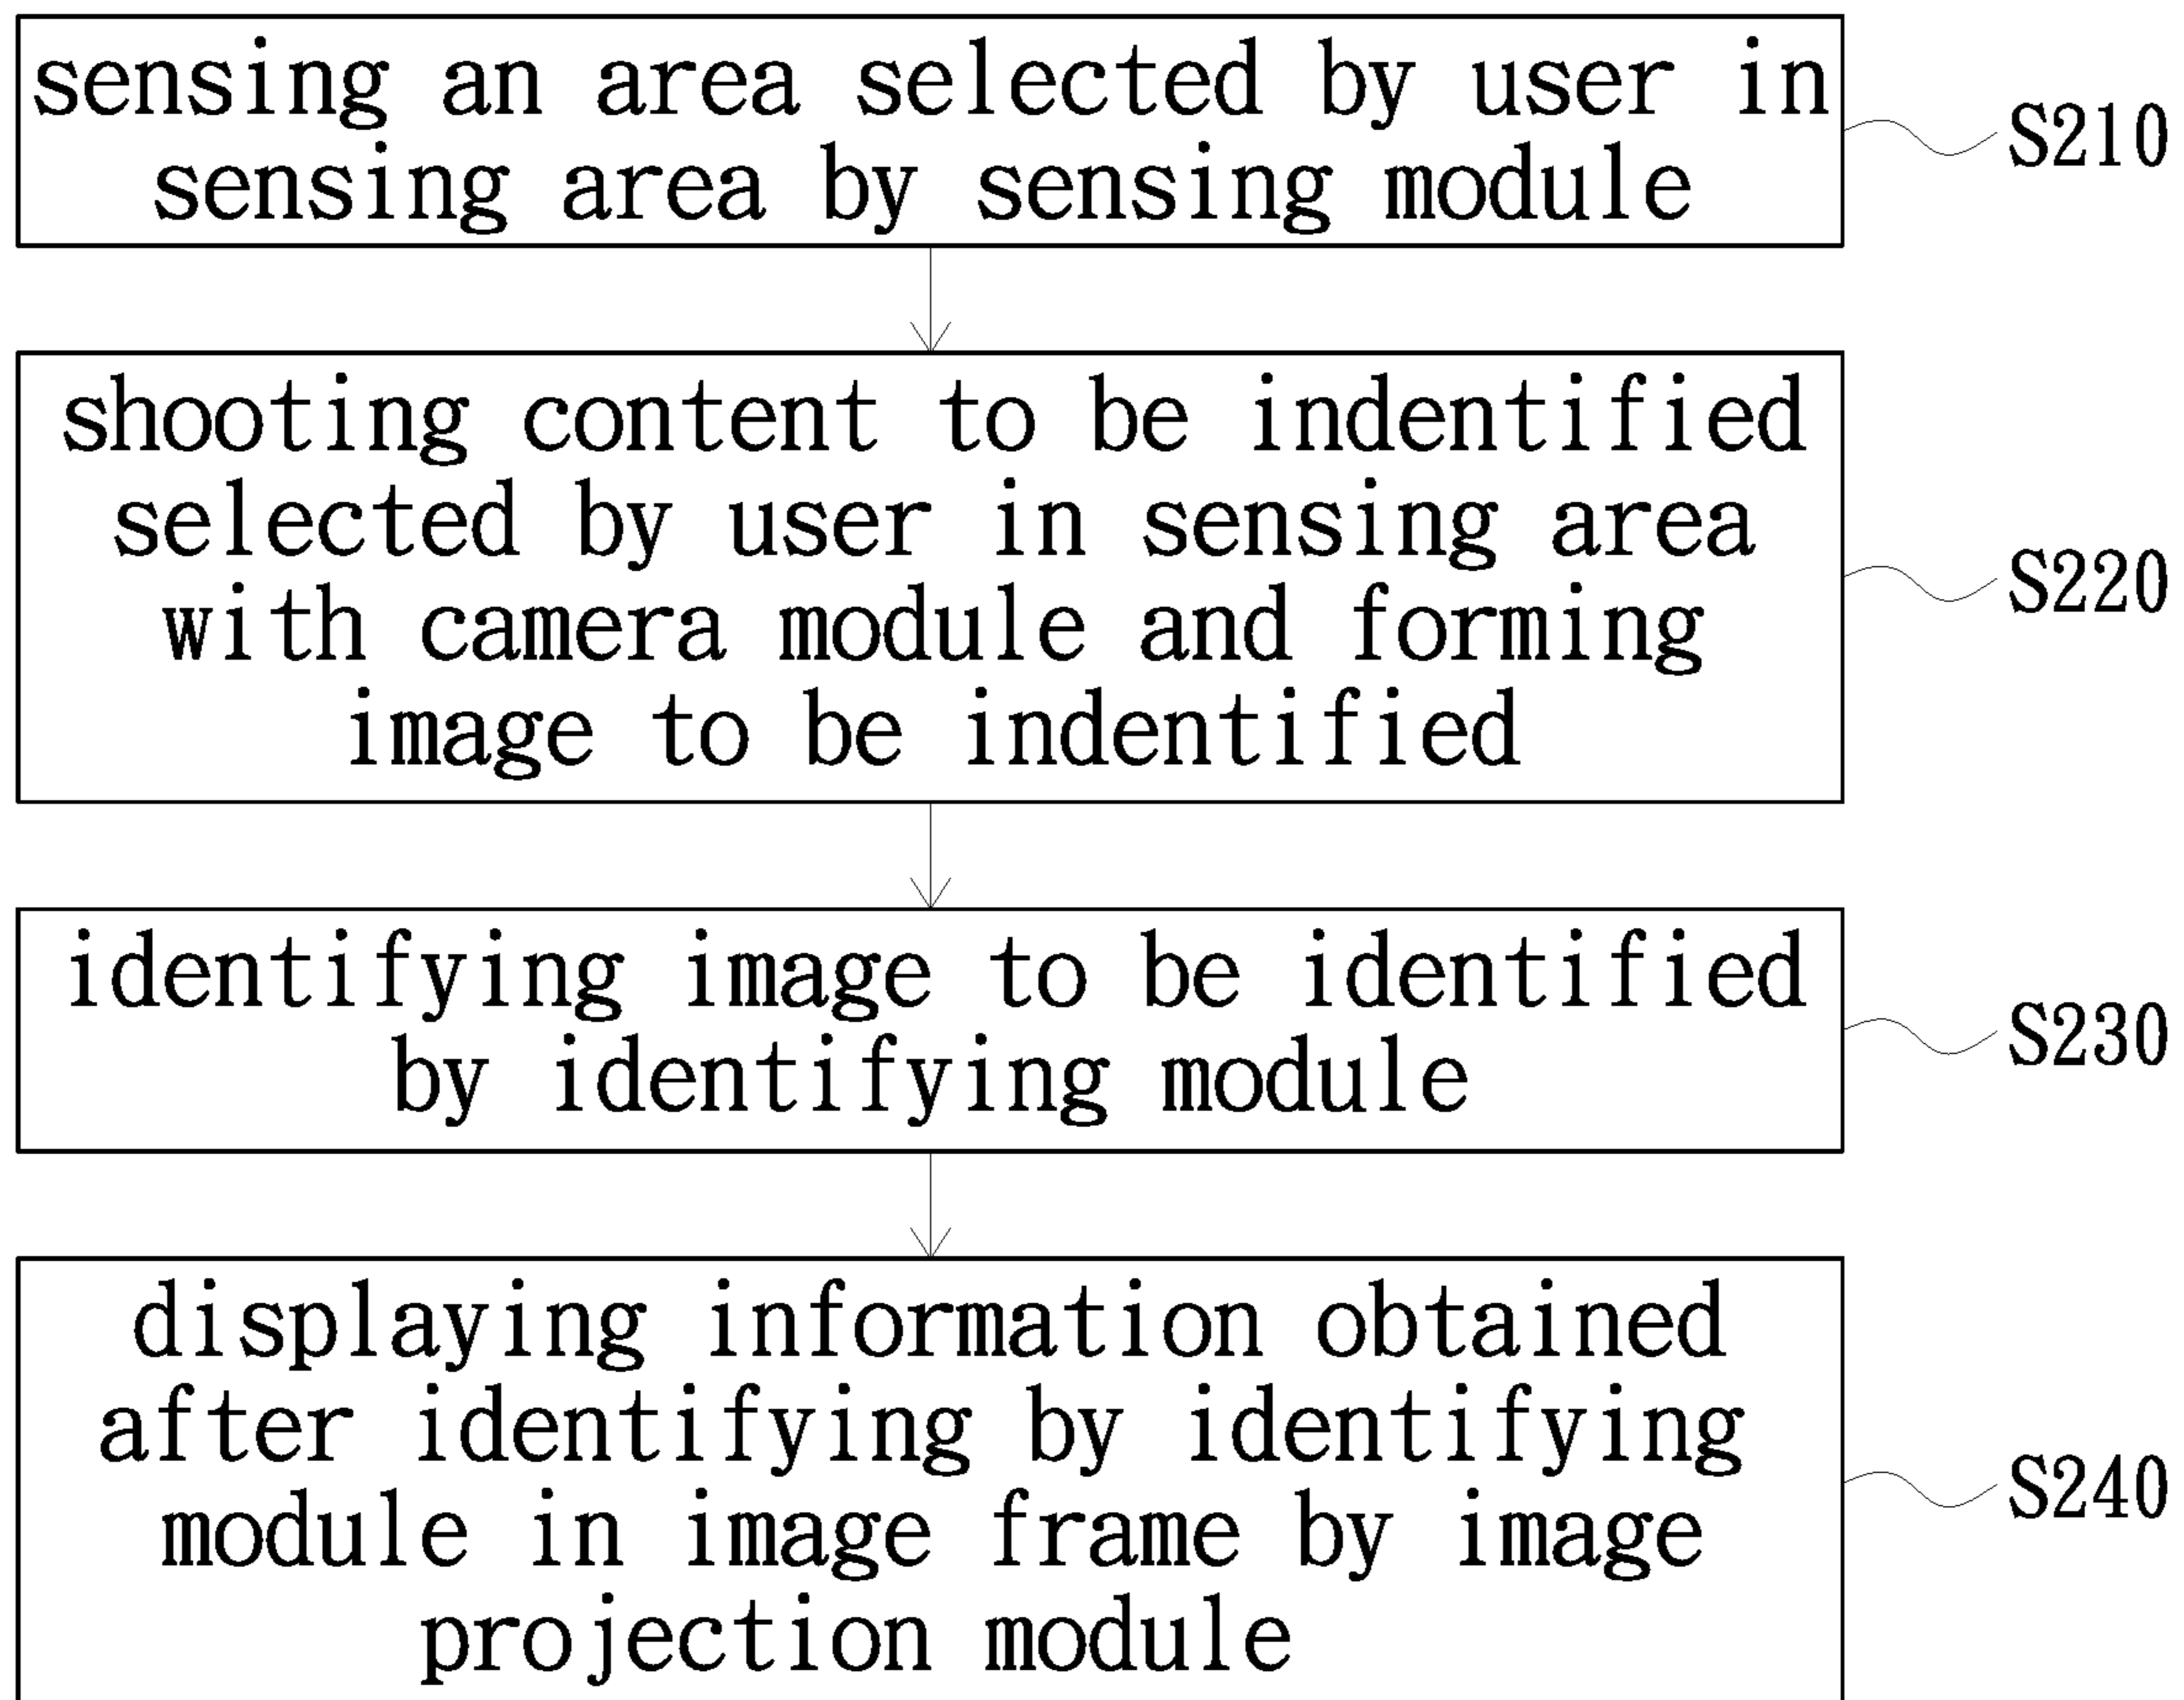 sensing an area selected by user in
sensing area by sensing module
S210
shooting content to be indentified
selected by user in sensing area
with camera module and forming
image to be indentified
S220
identifying image to be identified
by identifying module
S230
displaying information obtained
after identifying by identifying
module in image frame by image
projection module
S240